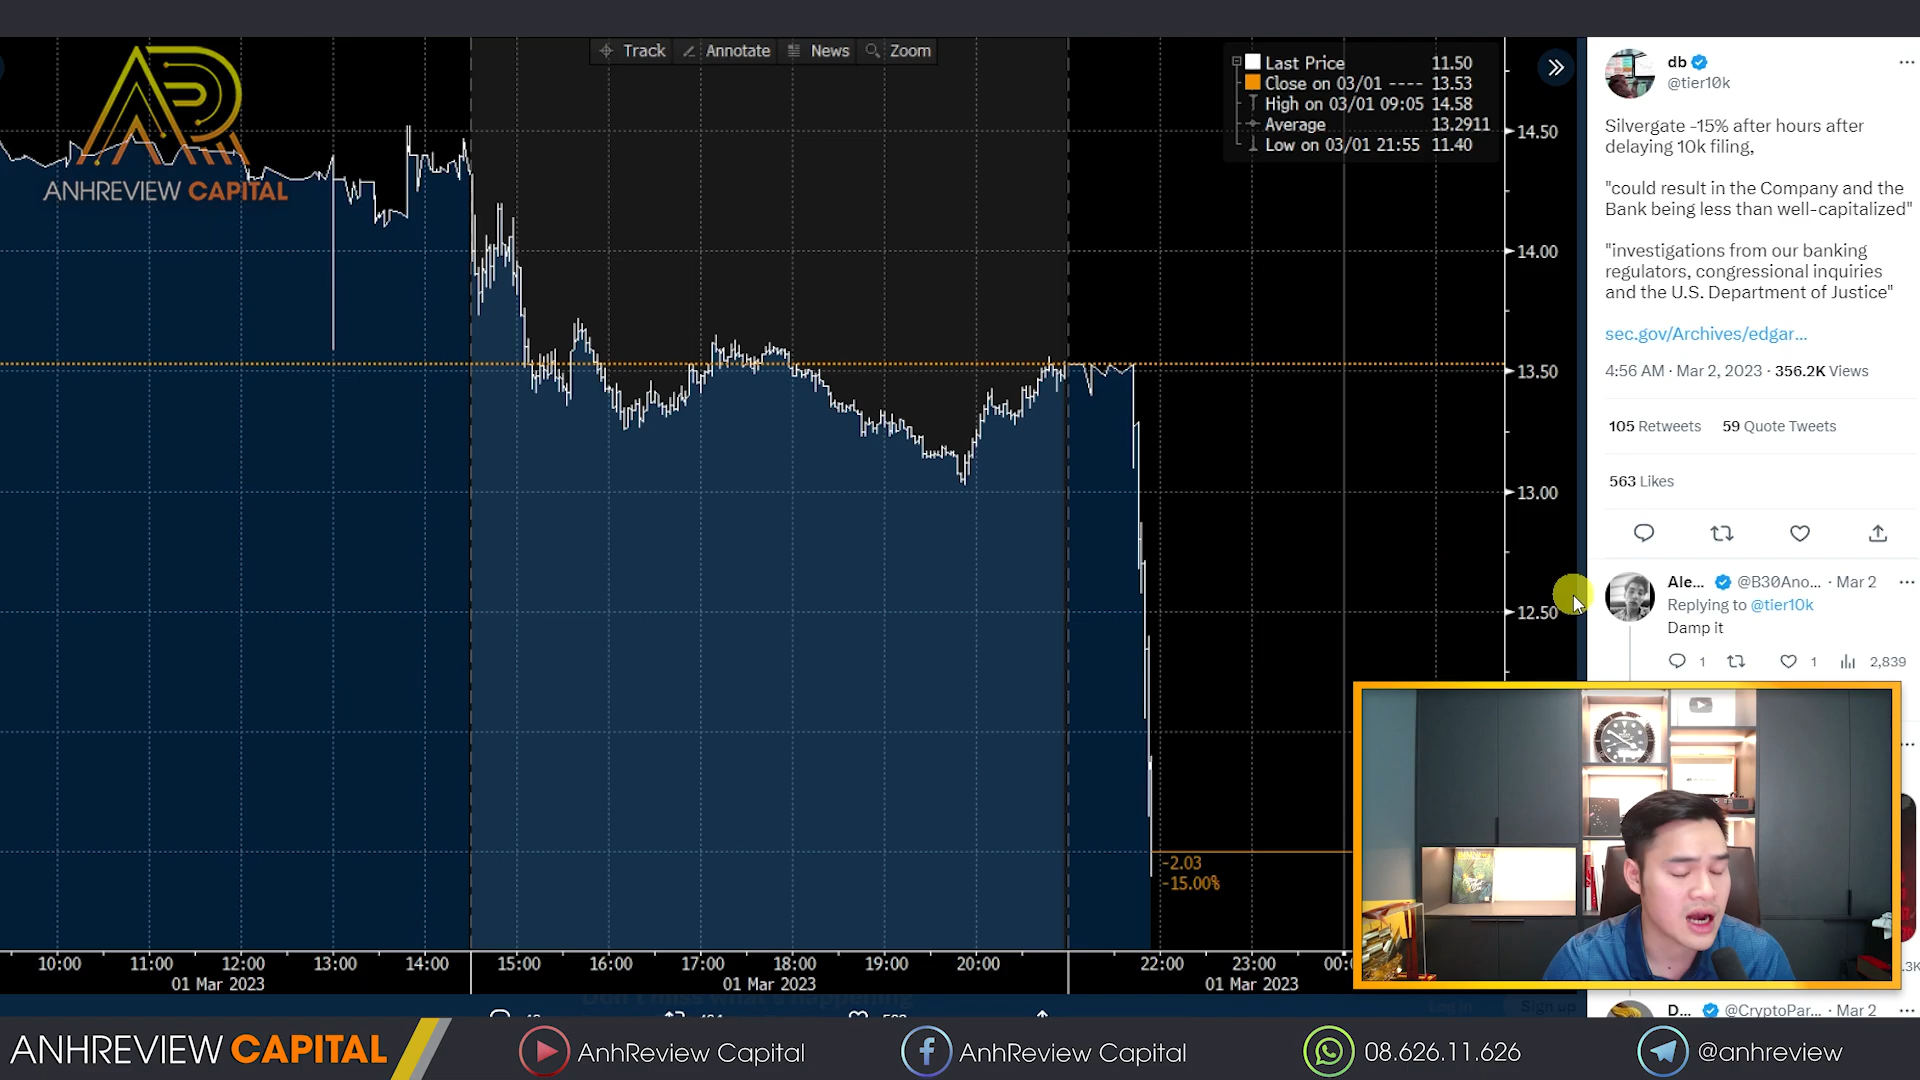 ANHREVIEW CAPITAL
Track
Annotate
News
Zoom
Last Price 11.50
Close on 03/01 ---- 13.53
High on 03/01 09:05 14.58
Average 13.2911
Low on 03/01 21:55 11.40
14.50
14.00
13.50
13.00
12.50
-2.03
-15.00%
10:00 11:00 12:00 13:00 14:00 15:00 16:00 17:00 18:00 19:00 20:00 22:00 23:00
01 Mar 2023 01 Mar 2023 01 Mar 2023
Don't miss what's happening
Log in
Sign up
db
@tier10k
Silvergate -15% after hours after
delaying 10k filing,
"could result in the Company and the
Bank being less than well-capitalized"
"investigations from our banking
regulators, congressional inquiries
and the U.S. Department of Justice"
sec.gov/Archives/edgar...
4:56 AM · Mar 2, 2023 · 356.2K Views
105 Retweets 59 Quote Tweets
563 Likes
Ale... @B30Ano... · Mar 2
Replying to @tier10k
Damp it
1 1 2,839
D... @CryptoPar... · Mar 2
ANHREVIEW CAPITAL
AnhReview Capital
AnhReview Capital
08.626.11.626
@anhreview